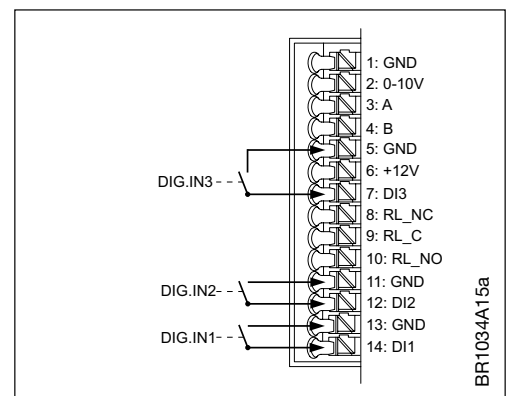 1: GND
2: 0-10V
3: A
4: B
5: GND
6: +12V
7: DI3
8: RL_NC
9: RL_C
10: RL_NO
11: GND
12: DI2
13: GND
14: DI1
DIG.IN3
DIG.IN2
DIG.IN1
BR1034A15a